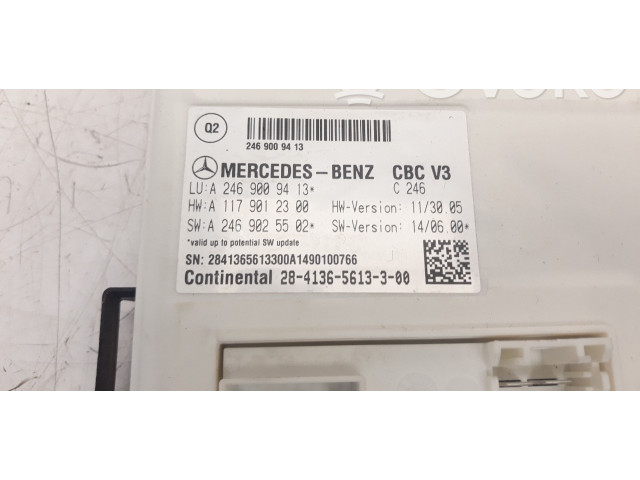 Q2
246 900 94 13
MERCEDES-BENZ CBC V3
LU:A 246 900 94 13* C 246
HW:A 117 901 23 00 HW-Version: 11/30.05
SW:A 246 902 55 02* SW-Version: 14/06.00*
*valid up to potential SW update
SN: 2841365613300A1490100766
Continental 28-4136-5613-3-00